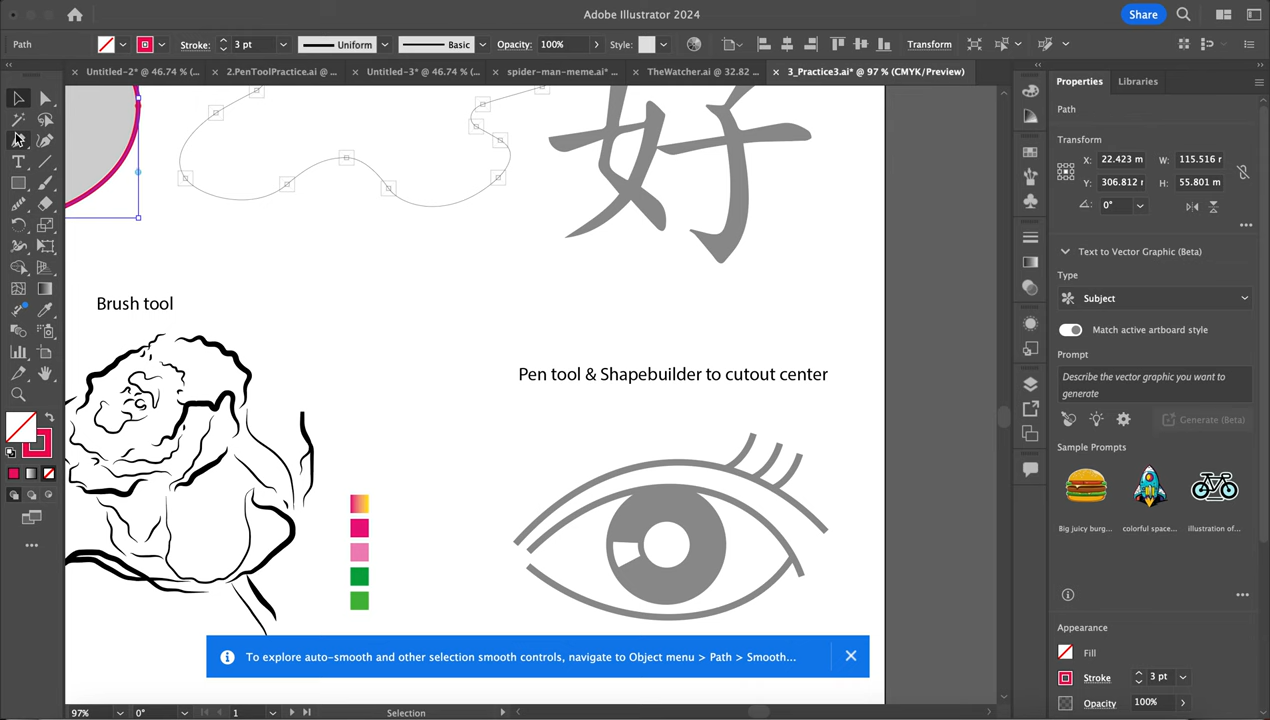 Adobe Illustrator 2024
Share
Path
Stroke:
3 pt
Uniform
Basic
Opacity:
100%
Style:
Transform
Untitled-2* @ 46.74 % (...
2.PenToolPractice.ai @ ...
Untitled-3* @ 46.74 % (...
spider-man-meme.ai* ...
TheWatcher.ai @ 32.82 ...
3_Practice3.ai* @ 97 % (CMYK/Preview)
Properties
Libraries
Path
Transform
X:
22.423 m
W:
115.516 r
Y:
306.812 r
H:
55.801 m
0°
好
Text to Vector Graphic (Beta)
Type
Subject
Match active artboard style
Prompt
Describe the vector graphic you want to
generate
Generate (Beta)
Sample Prompts
Big juicy burg...
colorful space...
illustration of...
Brush tool
Pen tool & Shapebuilder to cutout center
To explore auto-smooth and other selection smooth controls, navigate to Object menu > Path > Smooth...
Appearance
Fill
Stroke
3 pt
Opacity
100%
97%
0°
1
Selection